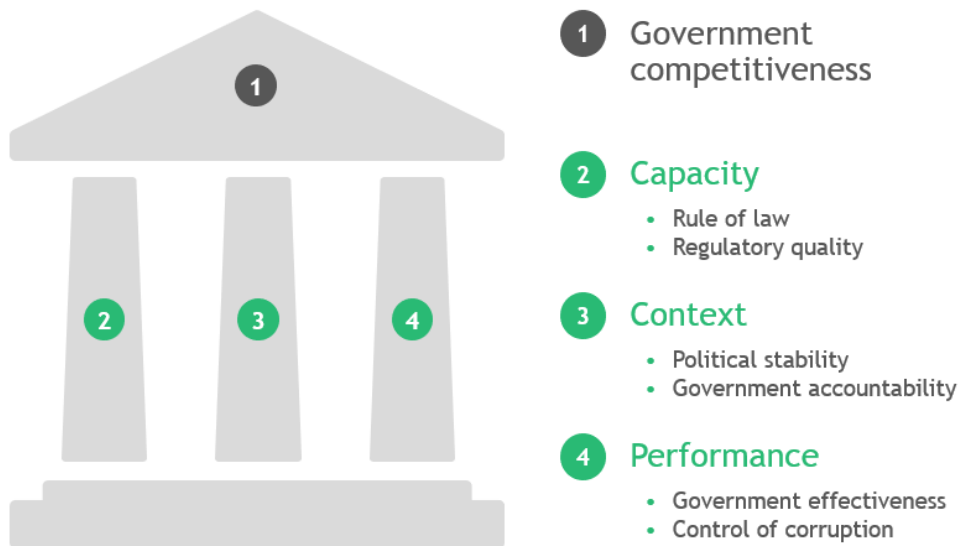 1
2
3
4
1 Government
competitiveness
2 Capacity
• Rule of law
• Regulatory quality
3 Context
• Political stability
• Government accountability
4 Performance
• Government effectiveness
• Control of corruption